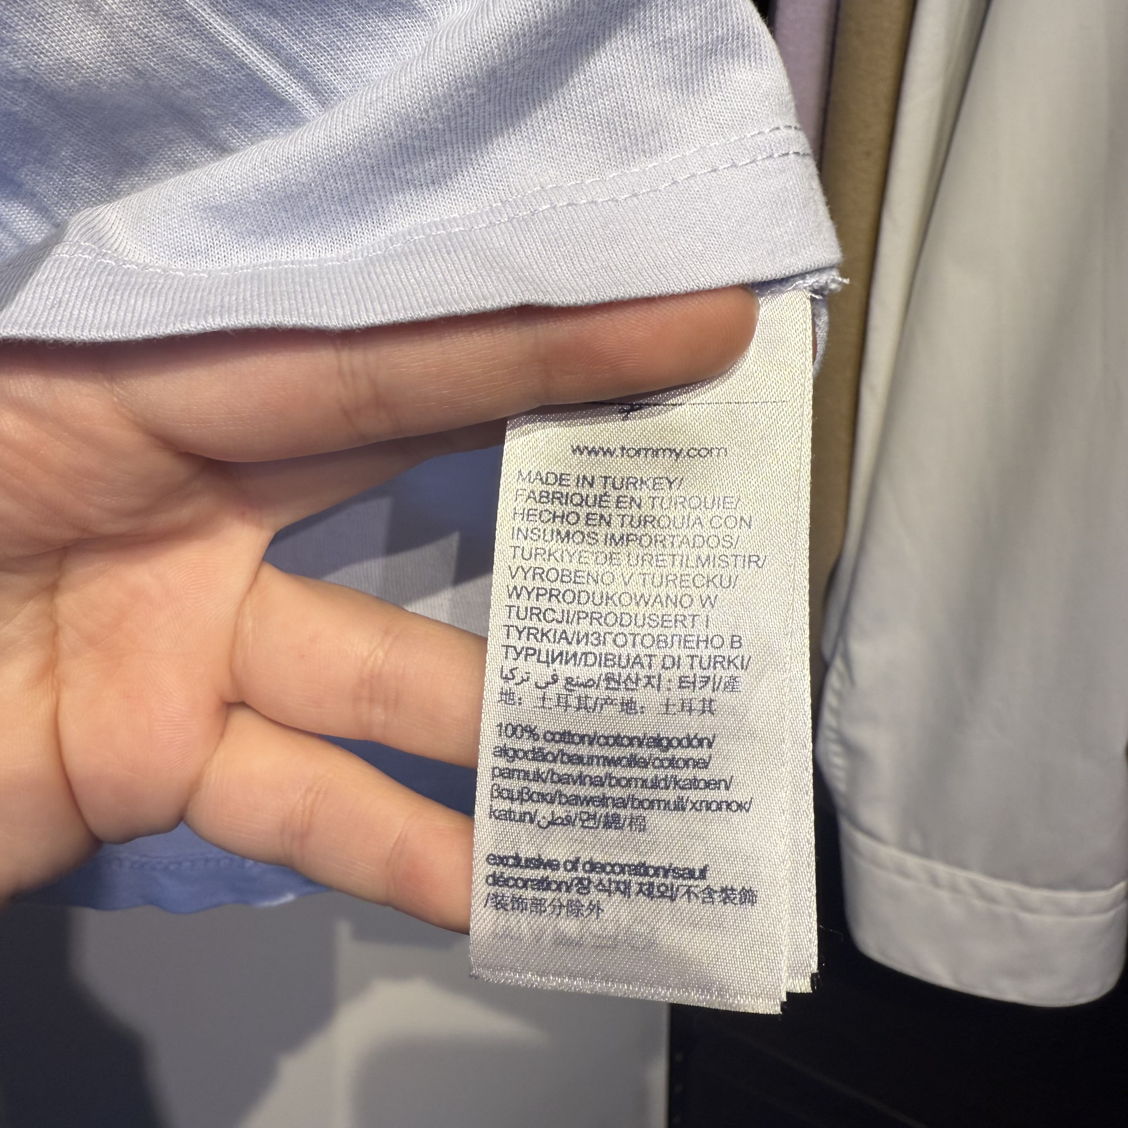 www.tommy.com
MADE IN TURKEY/
FABRIQUÉ EN TURQUIE/
HECHO EN TURQUÍA CON
INSUMOS IMPORTADOS/
TURKIYE'DE URETILMISTIR/
VYROBENO V TURECKU/
WYPRODUKOWANO W
TURCJI/PRODUSERT I
TYRKIA/ИЗГОТОВЛЕНО В
ТУРЦИИ/DIBUAT DI TURKI/
صنع في تركيا/원산지 : 터키/產
地：土耳其/产地：土耳其
100% cotton/coton/algodón/
algodão/baumwolle/cotone/
pamuk/bavlna/bomuld/katoen/
βαμβακι/bawełna/bomull/хлопок/
katun/قطن/면/綿/棉
exclusive of decoration/sauf
décoration/장식재 제외/不含裝飾
/装饰部分除外